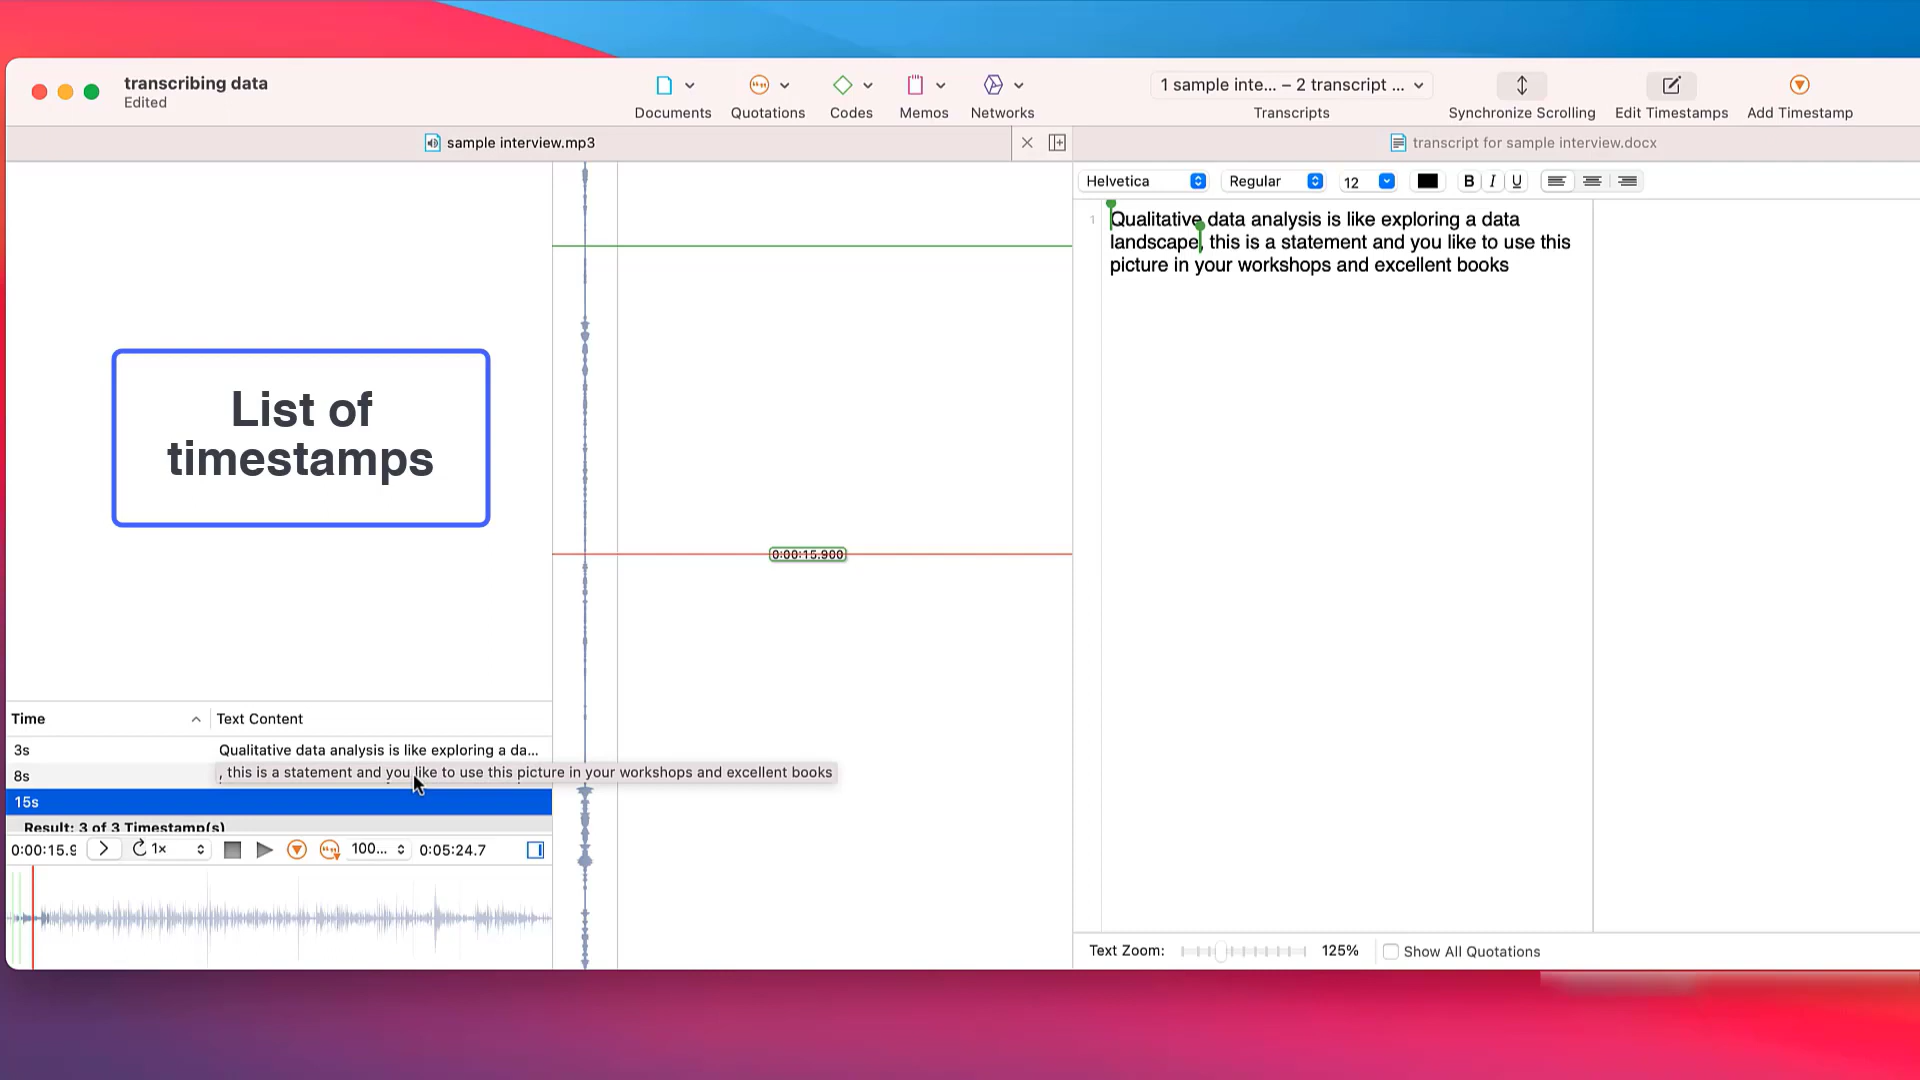 transcribing data
Edited
Documents
Quotations
Codes
Memos
Networks
1 sample inte... – 2 transcript ...
Transcripts
Synchronize Scrolling
Edit Timestamps
Add Timestamp
sample interview.mp3
transcript for sample interview.docx
Helvetica
Regular
12
B I U
1
Qualitative data analysis is like exploring a data
landscape, this is a statement and you like to use this
picture in your workshops and excellent books
List of
timestamps
0:00:15.900
Time
Text Content
3s
Qualitative data analysis is like exploring a da...
8s
, this is a statement and you like to use this picture in your workshops and excellent books
15s
Result: 3 of 3 Timestamp(s)
0:00:15.9
1x
100...
0:05:24.7
Text Zoom:
125%
Show All Quotations